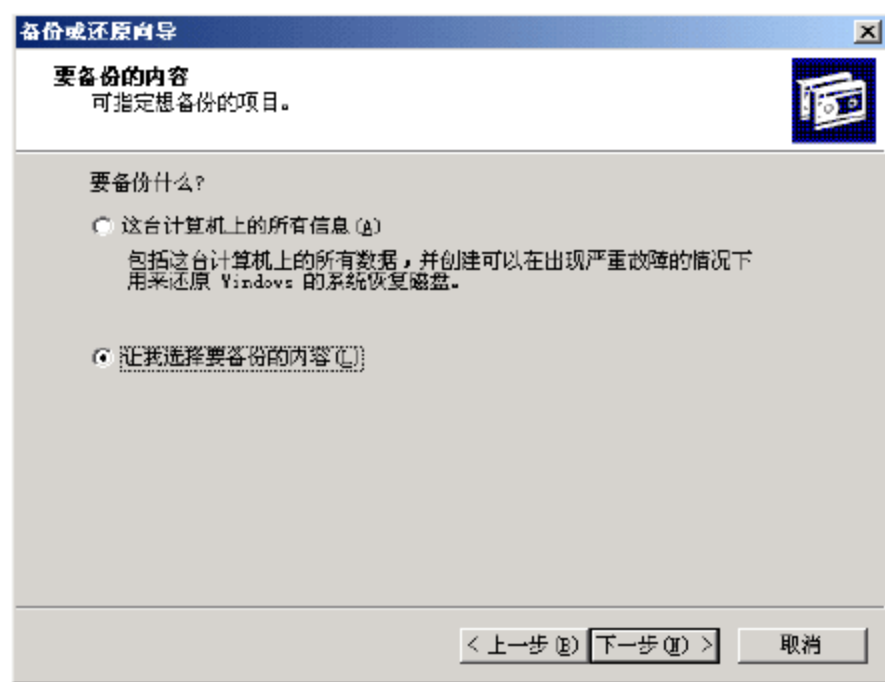 备份或还原向导
要备份的内容
可指定想备份的项目。
要备份什么?
这台计算机上的所有信息(A)
包括这台计算机上的所有数据，并创建可以在出现严重故障的情况下
用来还原 Windows 的系统恢复磁盘。
让我选择要备份的内容(L)
< 上一步(B) 下一步(N) > 取消